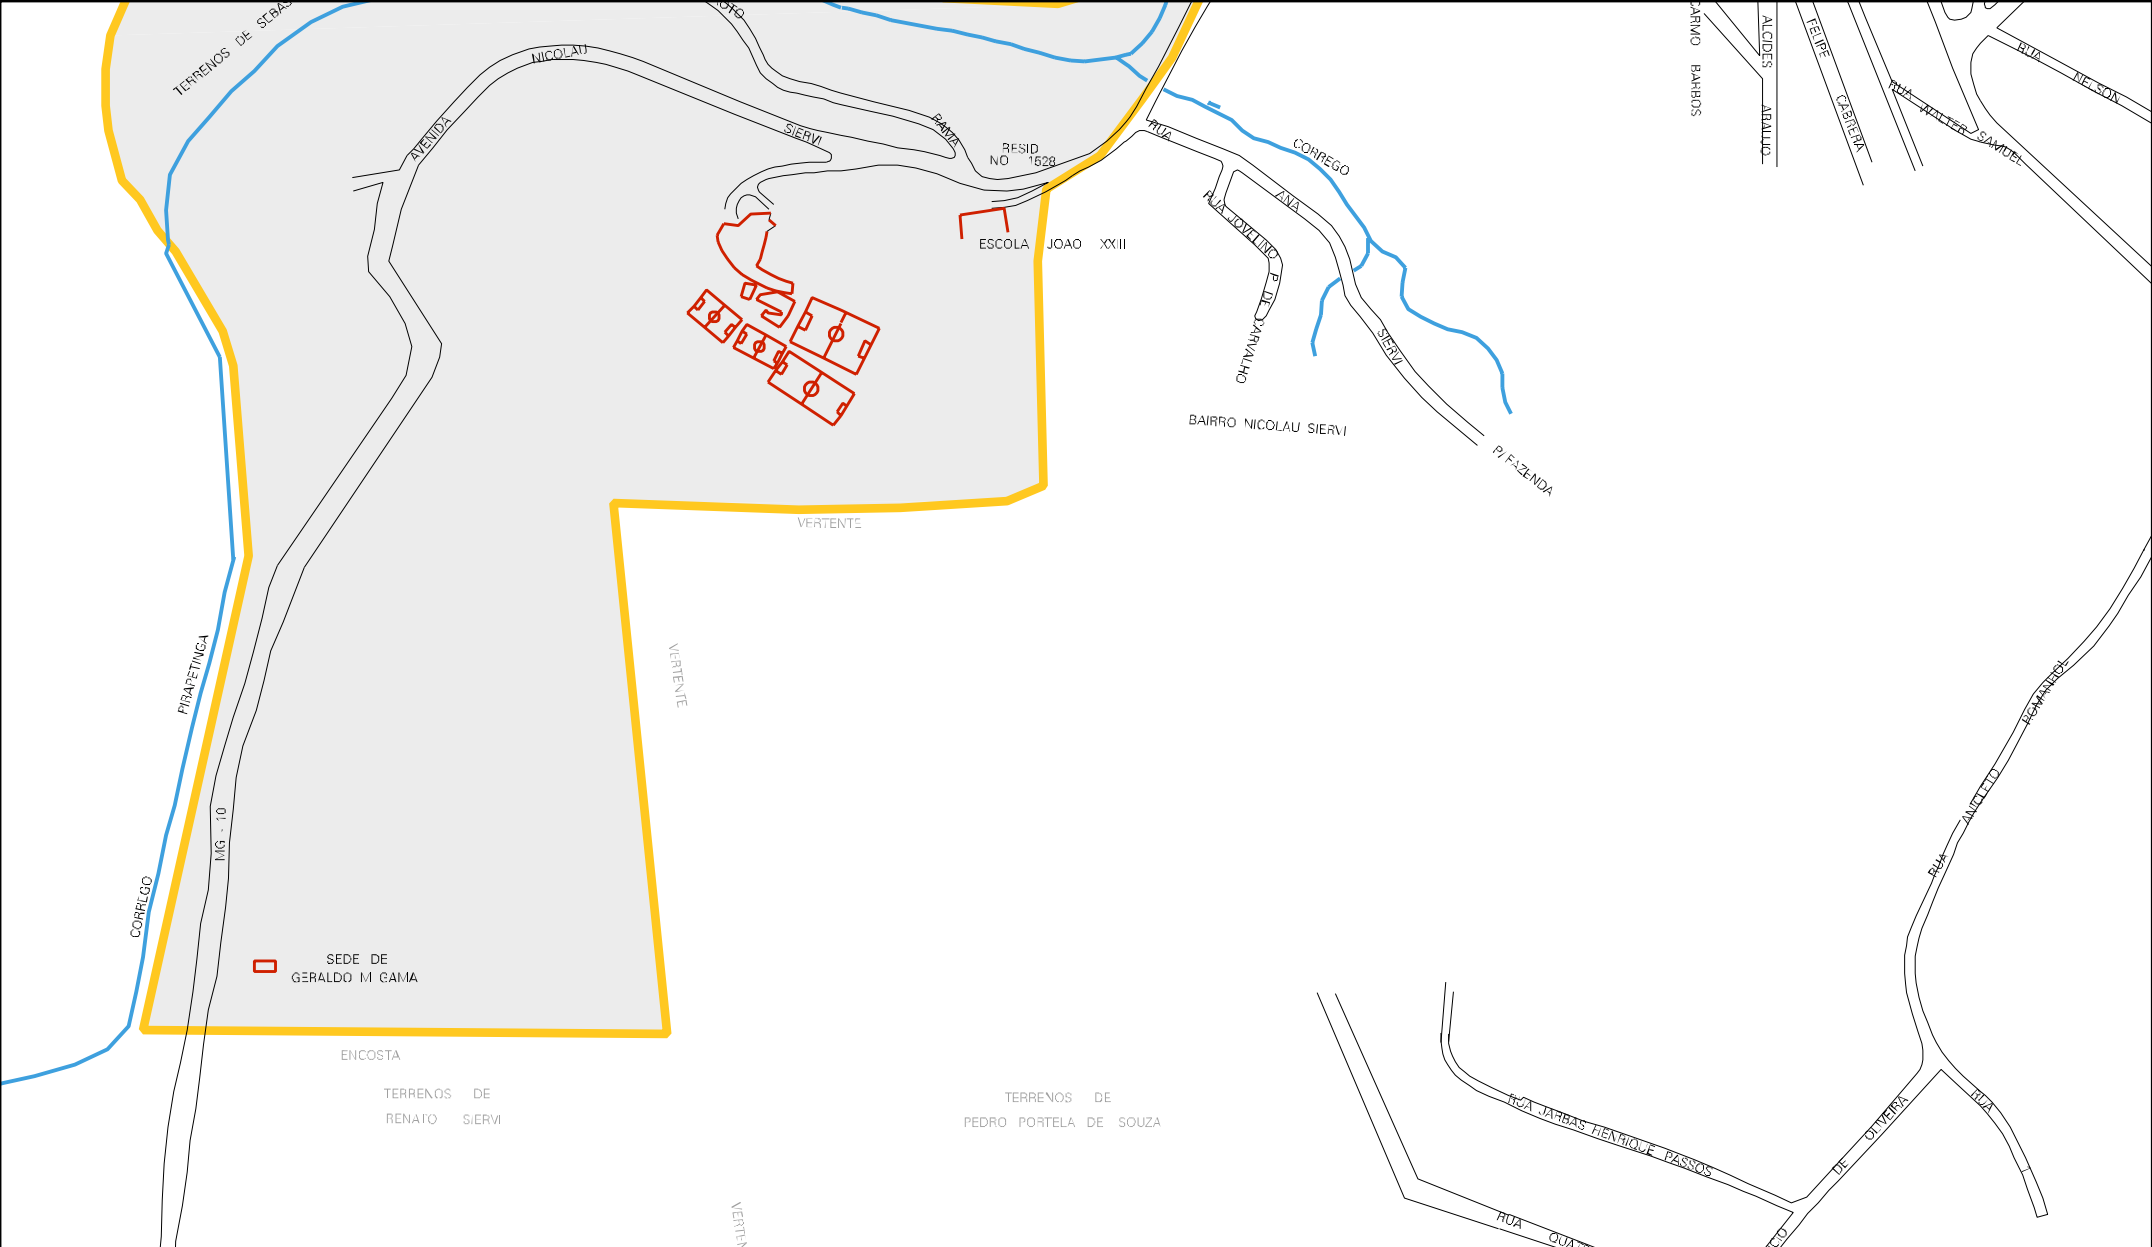 TERRENOS DE
NICOLAU
AVENIDA
SIERVI
RAMA
RESID
NO 1528
ESCOLA JOAO XXIII
RUA
ANA
SIERVI
P/ FAZENDA
CORREGO
RUA JOVELINO P DE CARVALHO
BAIRRO NICOLAU SIERVI
CARMO BARBOS
ALCIDES ARAUJO
FELIPE CABRERA
RUA WALTER SAMUEL
RUA NELSON
VERTENTE
VERTENTE
PIRAPETINGA
CORREGO
MG - 10
SEDE DE
GERALDO M GAMA
ENCOSTA
TERRENOS DE
RENATO SIERVI
TERRENOS DE
PEDRO PORTELA DE SOUZA
RUA ANICLETO ROMANHOL
RUA JARBAS HENRIQUE PASSOS
DE OLIVEIRA
RUA
RUA